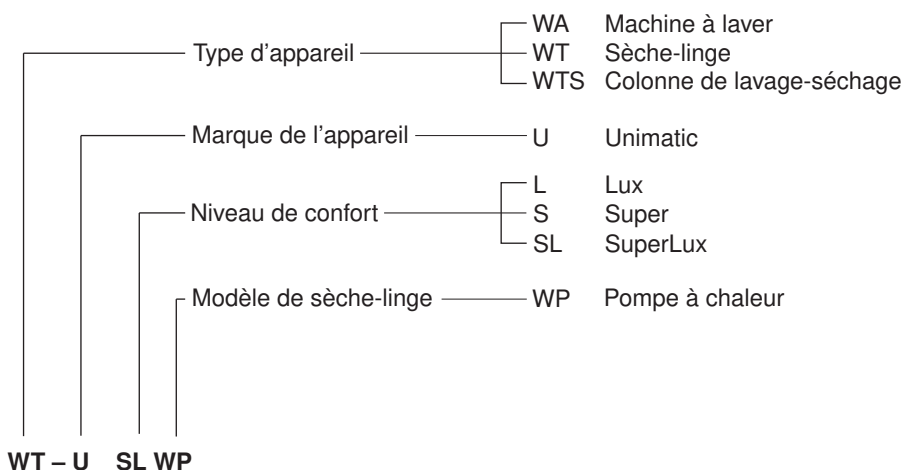 WA Machine à laver
Type d'appareil WT Sèche-linge
WTS Colonne de lavage-séchage
Marque de l'appareil U Unimatic
L Lux
Niveau de confort S Super
SL SuperLux
Modèle de sèche-linge WP Pompe à chaleur
WT – U SL WP